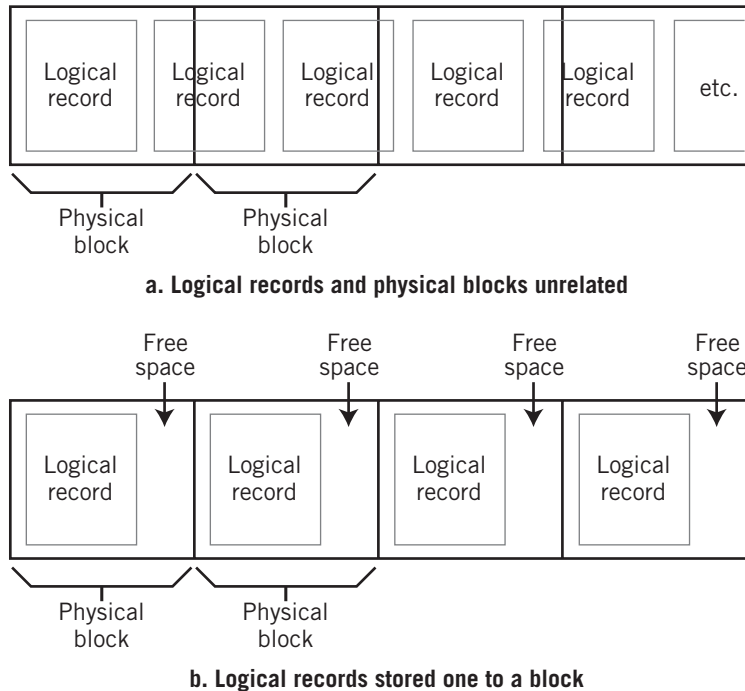 Logical Logical Logical Logical Logical etc.
record record record record record
Physical Physical
block block
a. Logical records and physical blocks unrelated
Free Free Free Free
space space space space
Logical Logical Logical Logical
record record record record
Physical Physical
block block
b. Logical records stored one to a block